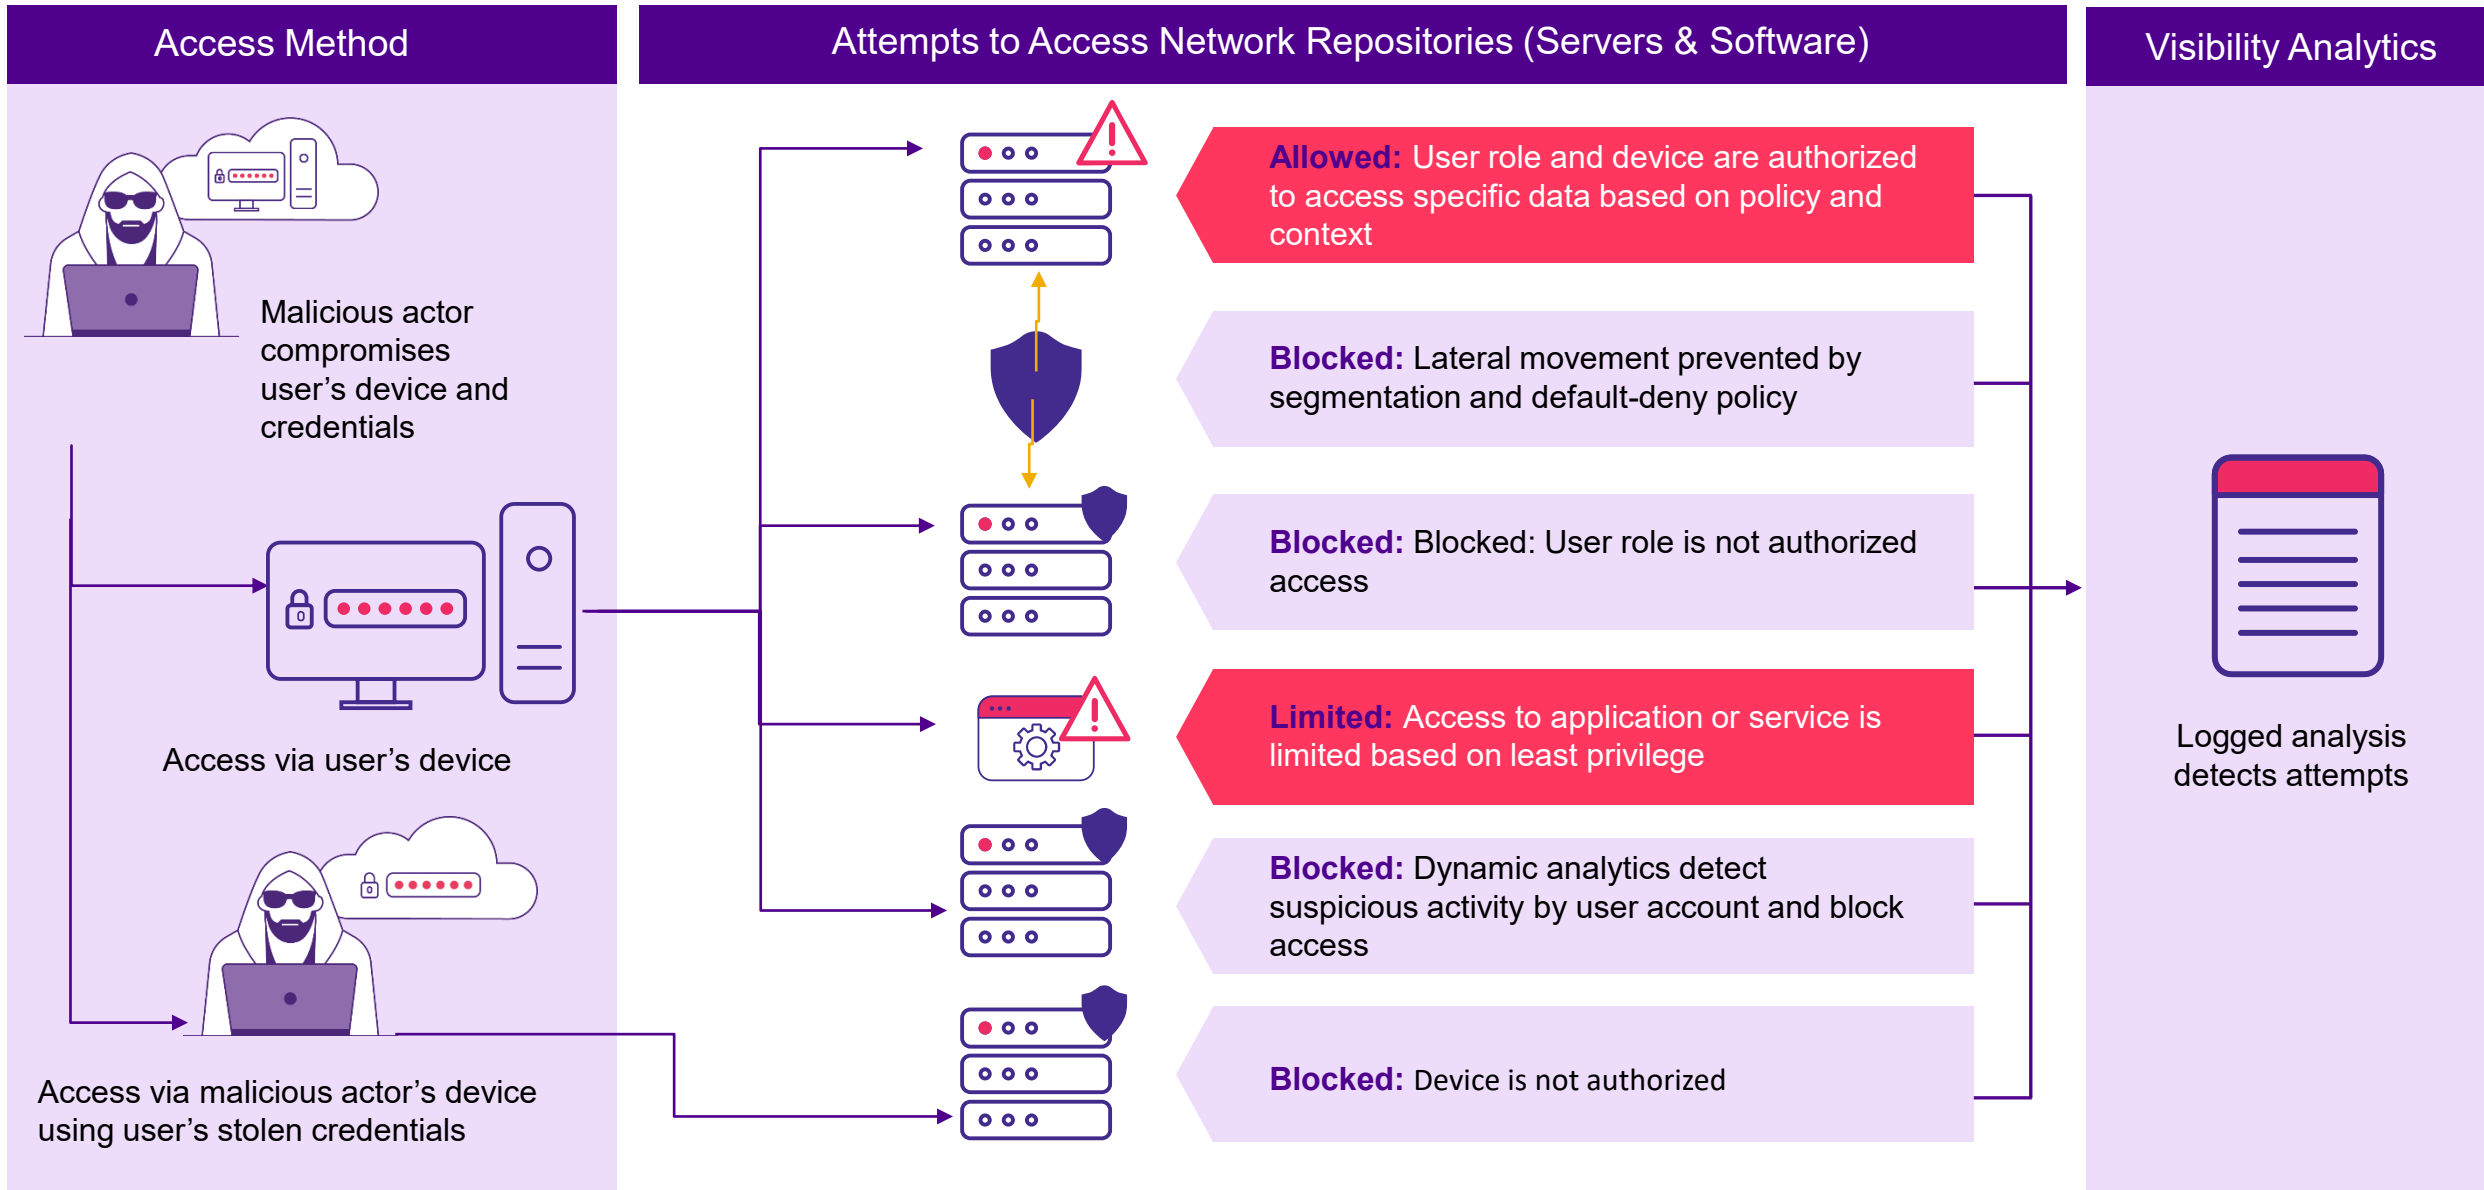 Access Method
Attempts to Access Network Repositories (Servers & Software)
Visibility Analytics
Malicious actor
compromises
user’s device and
credentials
Access via user’s device
Access via malicious actor’s device
using user’s stolen credentials
Allowed: User role and device are authorized
to access specific data based on policy and
context
Blocked: Lateral movement prevented by
segmentation and default-deny policy
Blocked: Blocked: User role is not authorized
access
Limited: Access to application or service is
limited based on least privilege
Blocked: Dynamic analytics detect
suspicious activity by user account and block
access
Blocked: Device is not authorized
Logged analysis
detects attempts